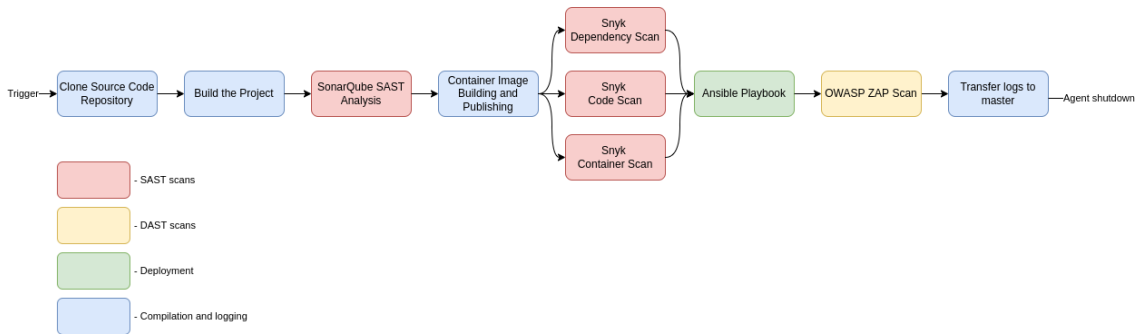 Trigger
Clone Source Code
Repository
Build the Project
SonarQube SAST
Analysis
Container Image
Building and
Publishing
Snyk
Dependency Scan
Snyk
Code Scan
Snyk
Container Scan
Ansible Playbook
OWASP ZAP Scan
Transfer logs to
master
Agent shutdown
- SAST scans
- DAST scans
- Deployment
- Compilation and logging